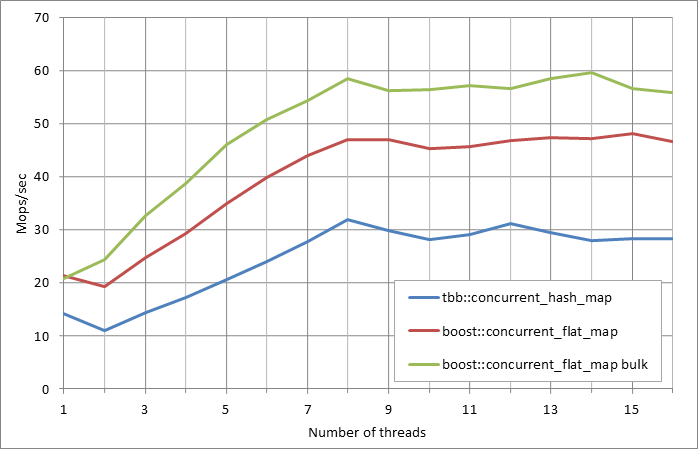 70
60
50
40
30
20
10
0
Mops/sec
1 3 5 7 9 11 13 15
Number of threads
tbb::concurrent_hash_map
boost::concurrent_flat_map
boost::concurrent_flat_map bulk